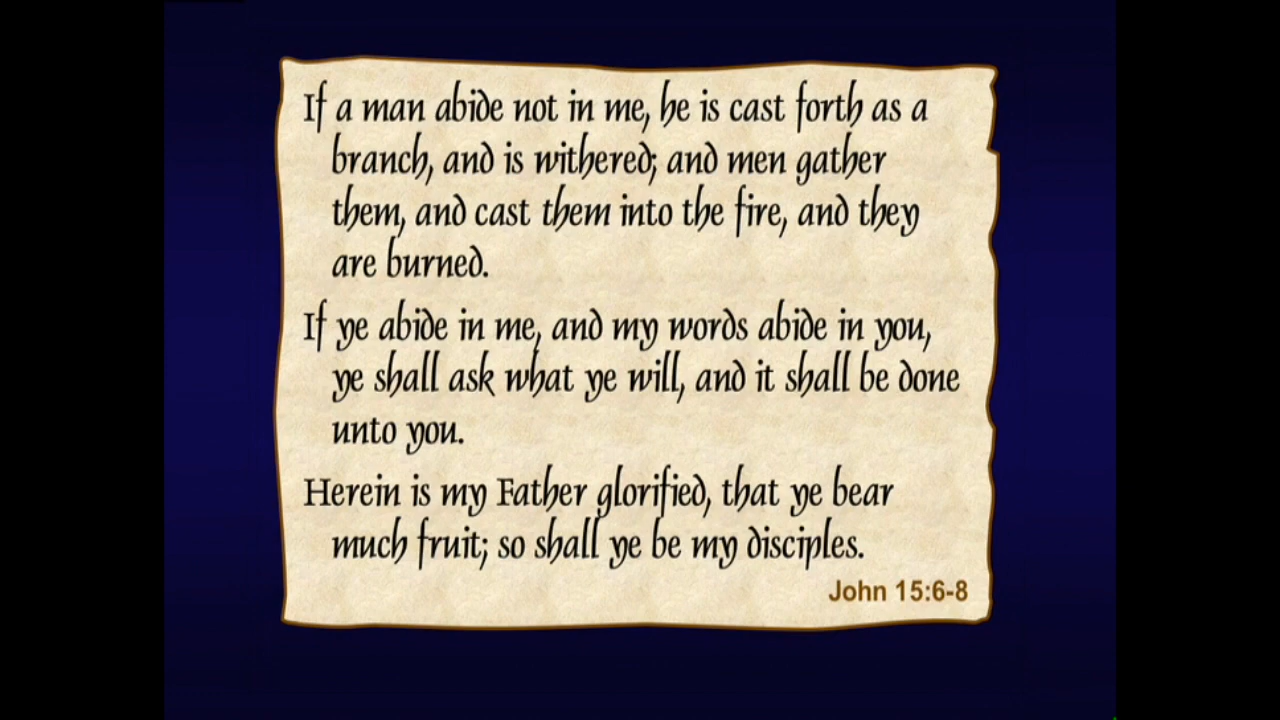 If a man abide not in me, he is cast forth as a
branch, and is withered; and men gather
them, and cast them into the fire, and they
are burned.
If ye abide in me, and my words abide in you,
ye shall ask what ye will, and it shall be done
unto you.
Herein is my Father glorified, that ye bear
much fruit; so shall ye be my disciples.
John 15:6-8